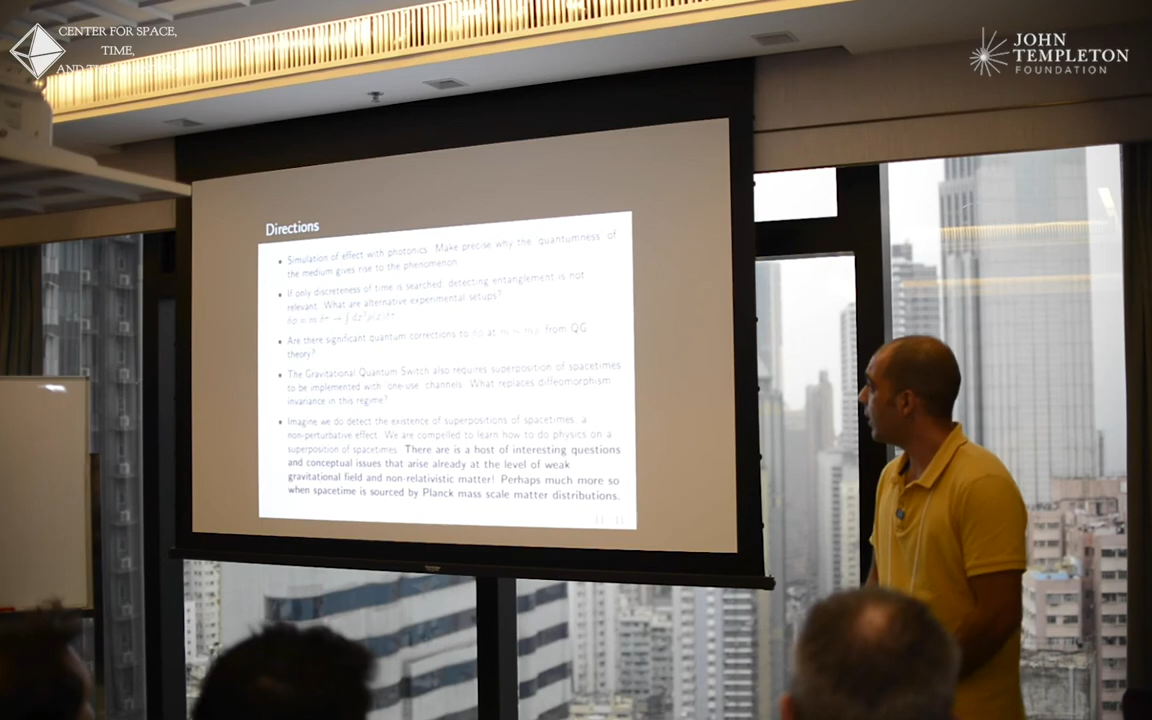 CENTER FOR SPACE,
TIME,
AND THE
JOHN
TEMPLETON
FOUNDATION
Directions
• Simulation of effect with photonics. Make precise why the quantumness of
the medium gives rise to the phenomenon.
• If only discreteness of time is searched, detecting entanglement is not
relevant. What are alternative experimental setups?
• Are there significant quantum corrections to at from QG
theory?
• The Gravitational Quantum Switch also requires superposition of spacetimes
to be implemented with one-use channels. What replaces diffeomorphism
invariance in this regime?
• Imagine we do detect the existence of superpositions of spacetimes, a
non-perturbative effect. We are compelled to learn how to do physics on a
superposition of spacetimes. There are is a host of interesting questions
and conceptual issues that arise already at the level of weak
gravitational field and non-relativistic matter! Perhaps much more so
when spacetime is sourced by Planck mass scale matter distributions.